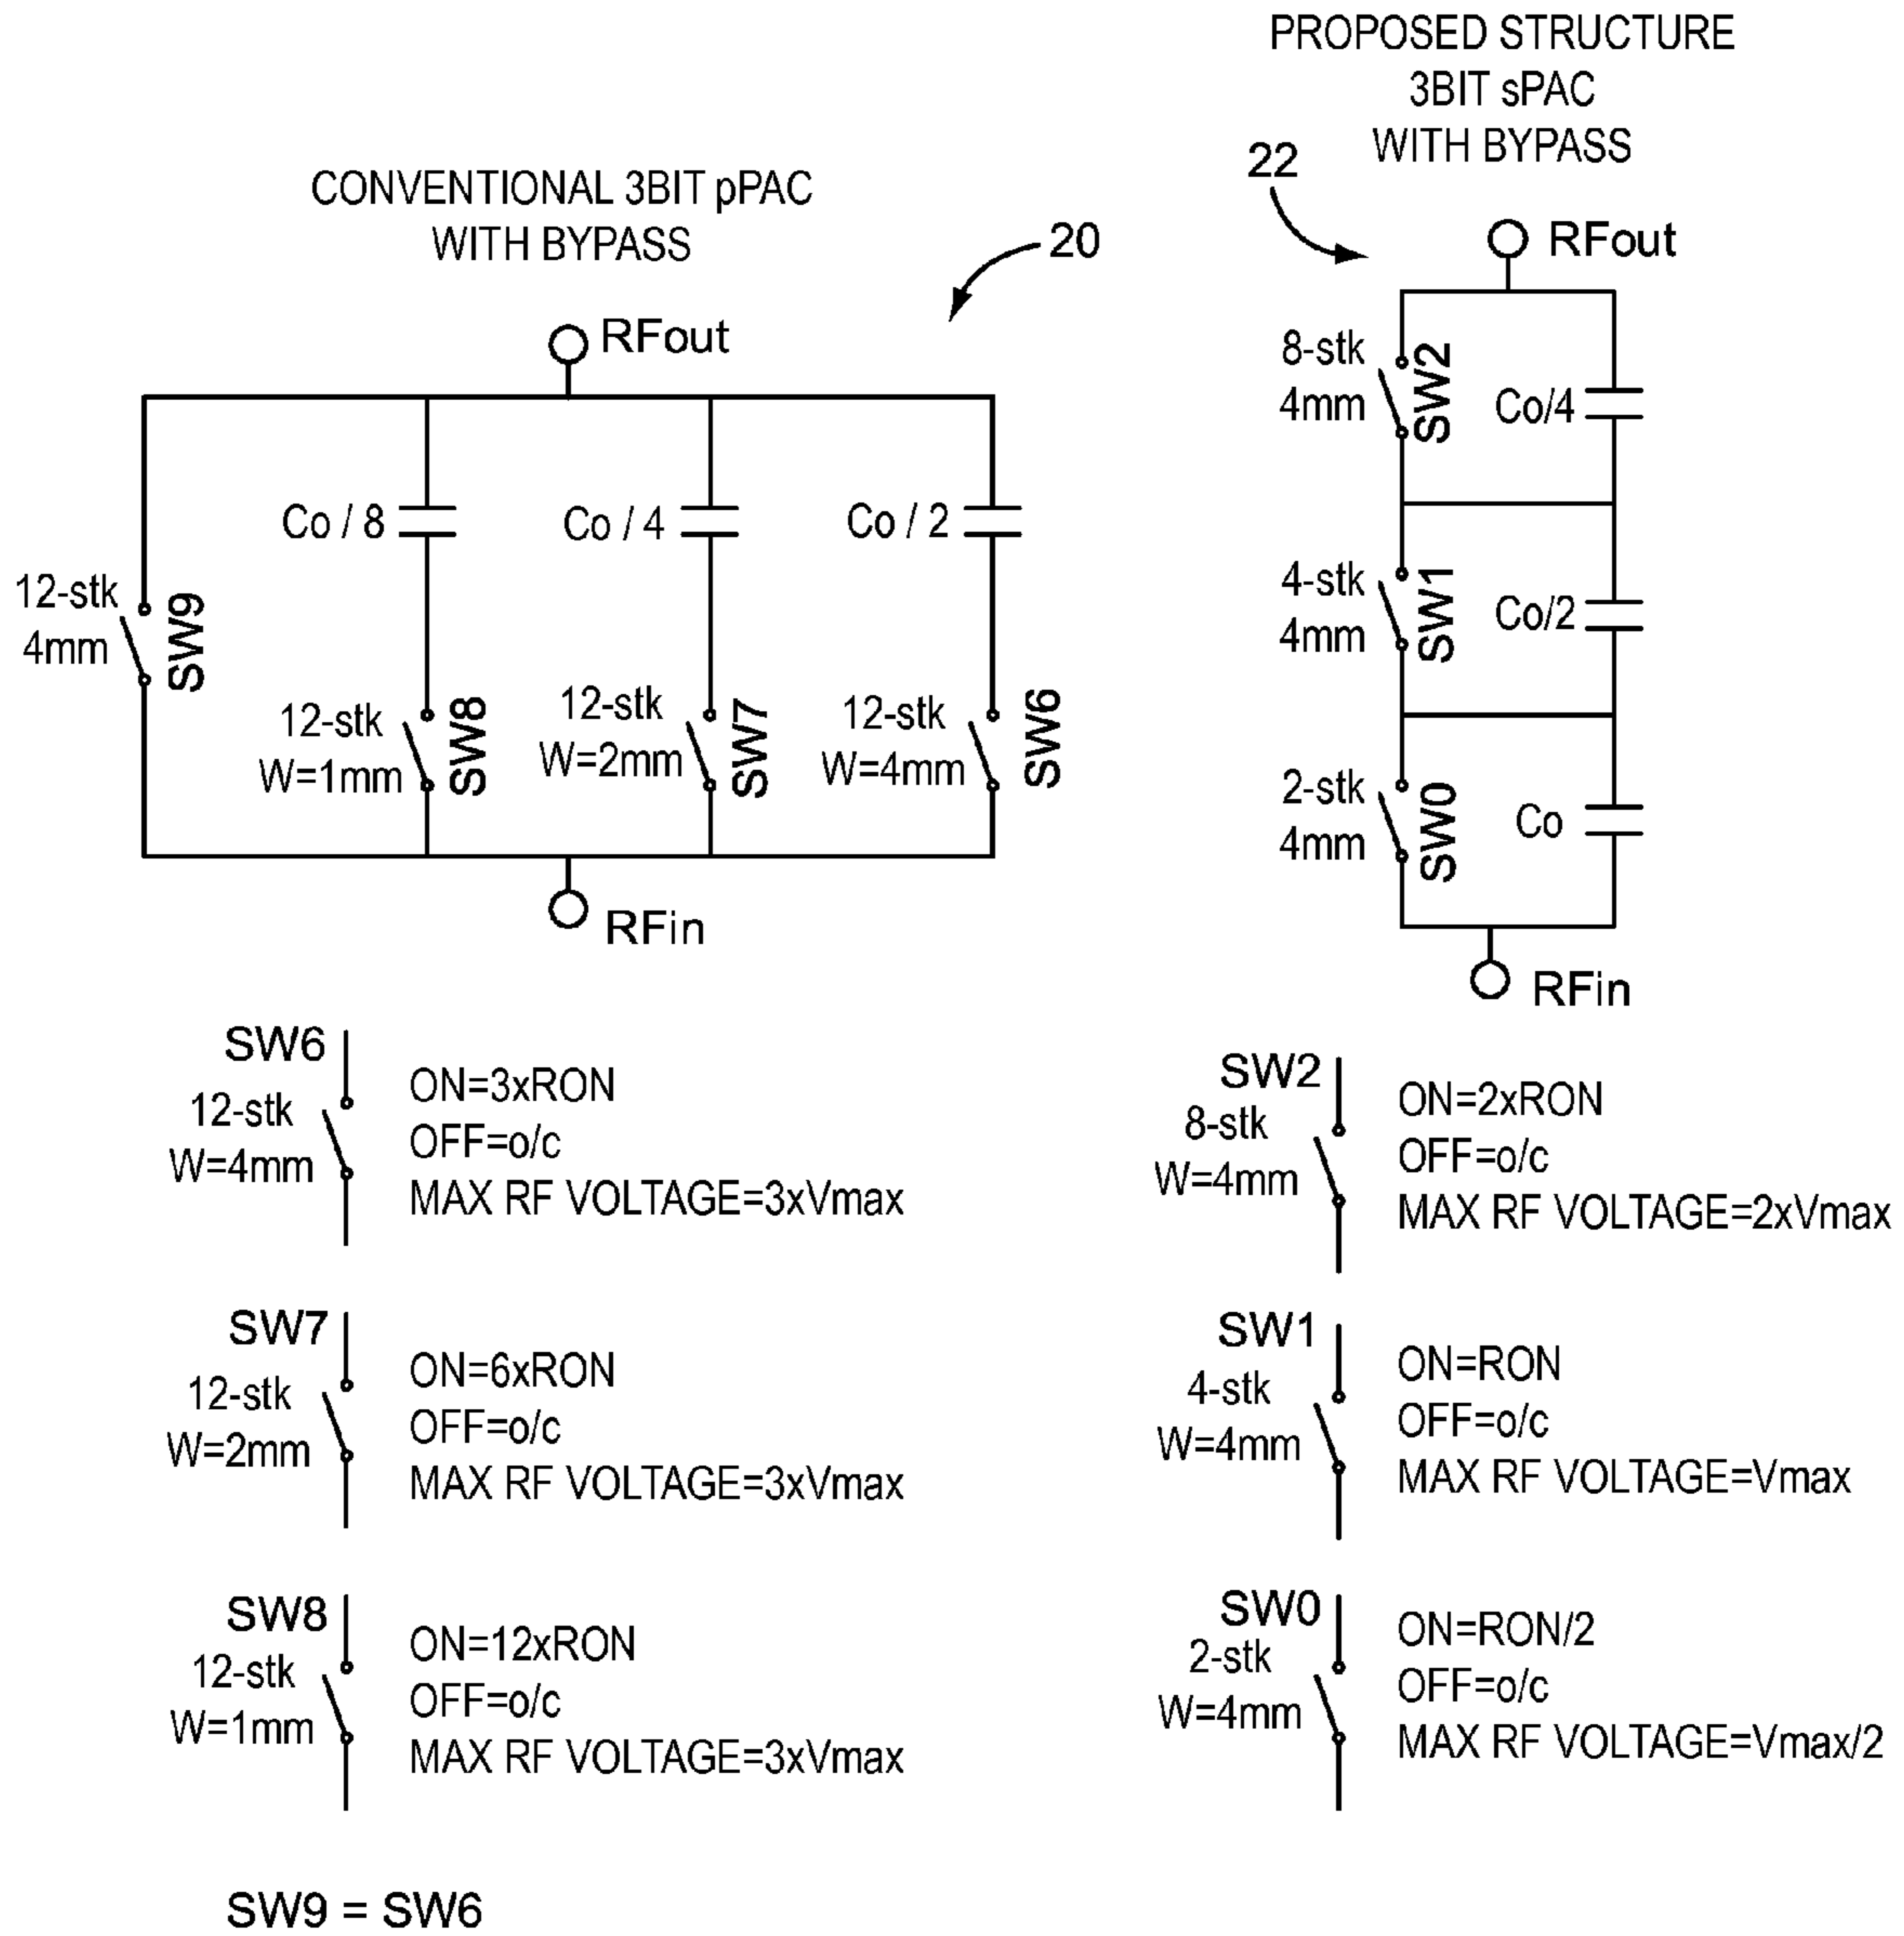 PROPOSED STRUCTURE
3BIT sPAC
WITH BYPASS
22
CONVENTIONAL 3BIT pPAC
WITH BYPASS
20
RFout
Co / 8
Co / 4
Co / 2
12-stk
4mm
SW9
12-stk
W=1mm
SW8
12-stk
W=2mm
SW7
12-stk
W=4mm
SW6
RFin
RFout
8-stk
4mm
SW2
Co/4
4-stk
4mm
SW1
Co/2
2-stk
4mm
SW0
Co
RFin
SW6
12-stk
W=4mm
ON=3xRON
OFF=o/c
MAX RF VOLTAGE=3xVmax
SW7
12-stk
W=2mm
ON=6xRON
OFF=o/c
MAX RF VOLTAGE=3xVmax
SW8
12-stk
W=1mm
ON=12xRON
OFF=o/c
MAX RF VOLTAGE=3xVmax
SW9 = SW6
SW2
8-stk
W=4mm
ON=2xRON
OFF=o/c
MAX RF VOLTAGE=2xVmax
SW1
4-stk
W=4mm
ON=RON
OFF=o/c
MAX RF VOLTAGE=Vmax
SW0
2-stk
W=4mm
ON=RON/2
OFF=o/c
MAX RF VOLTAGE=Vmax/2